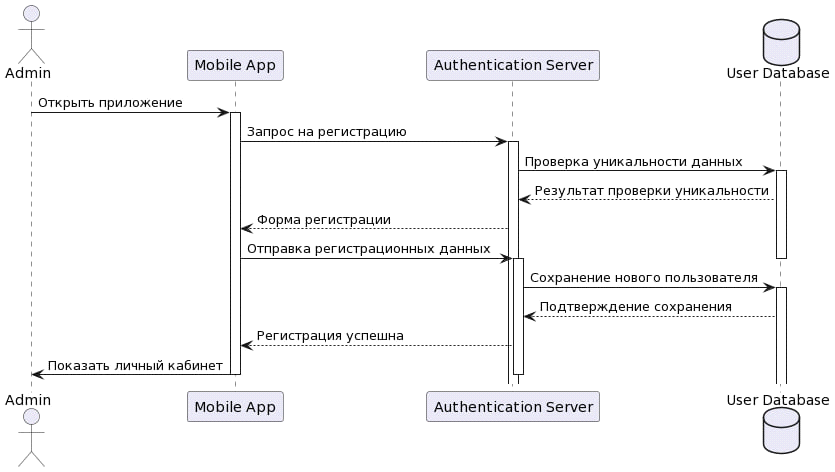 Admin
Mobile App
Authentication Server
User Database
Открыть приложение
Запрос на регистрацию
Проверка уникальности данных
Результат проверки уникальности
Форма регистрации
Отправка регистрационных данных
Сохранение нового пользователя
Подтверждение сохранения
Регистрация успешна
Показать личный кабинет
Admin
Mobile App
Authentication Server
User Database